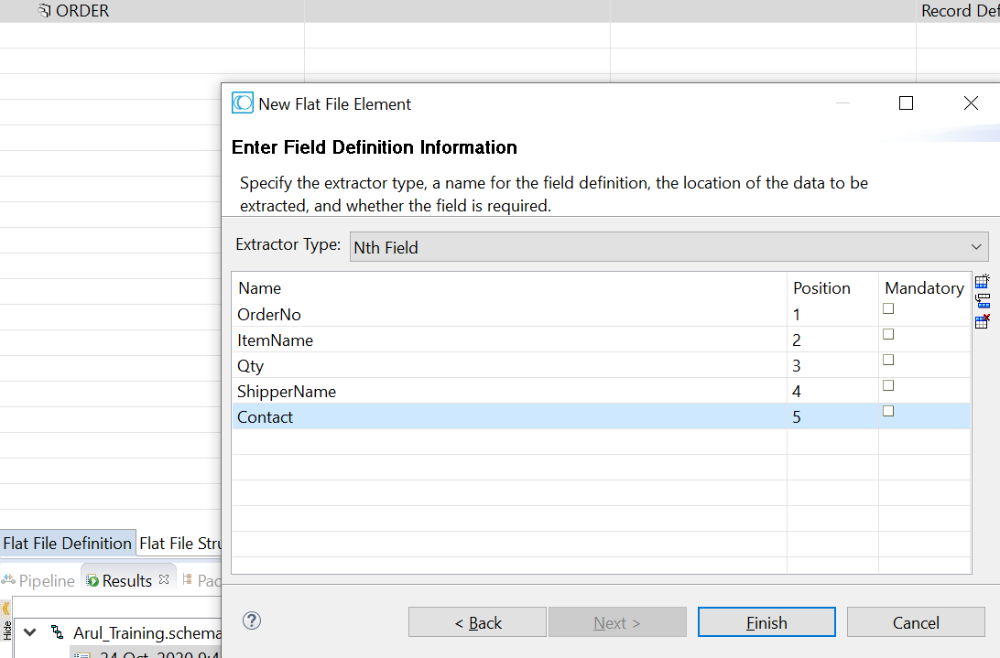 ORDER
Record Def
New Flat File Element
Enter Field Definition Information
Specify the extractor type, a name for the field definition, the location of the data to be
extracted, and whether the field is required.
Extractor Type: Nth Field
Name Position Mandatory
OrderNo 1
ItemName 2
Qty 3
ShipperName 4
Contact 5
Flat File Definition Flat File Stru
Pipeline Results Pac
Hide
Arul_Training.schema
24 Oct, 2020 9:4
< Back Next > Finish Cancel